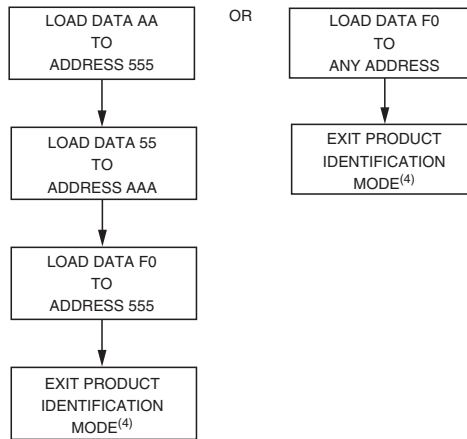 LOAD DATA AA
TO
ADDRESS 555
LOAD DATA 55
TO
ADDRESS AAA
LOAD DATA F0
TO
ADDRESS 555
EXIT PRODUCT
IDENTIFICATION
MODE(4)
OR
LOAD DATA F0
TO
ANY ADDRESS
EXIT PRODUCT
IDENTIFICATION
MODE(4)